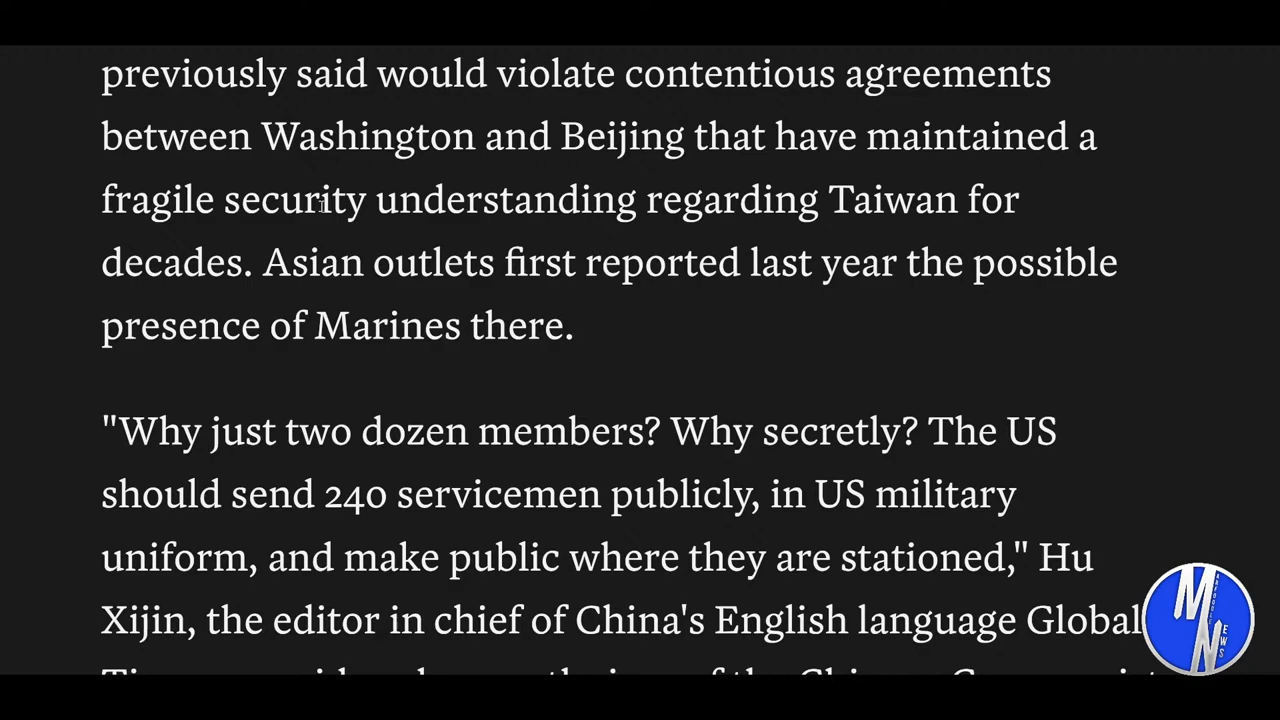 previously said would violate contentious agreements
between Washington and Beijing that have maintained a
fragile security understanding regarding Taiwan for
decades. Asian outlets first reported last year the possible
presence of Marines there.
"Why just two dozen members? Why secretly? The US
should send 240 servicemen publicly, in US military
uniform, and make public where they are stationed," Hu
Xijin, the editor in chief of China's English language Global